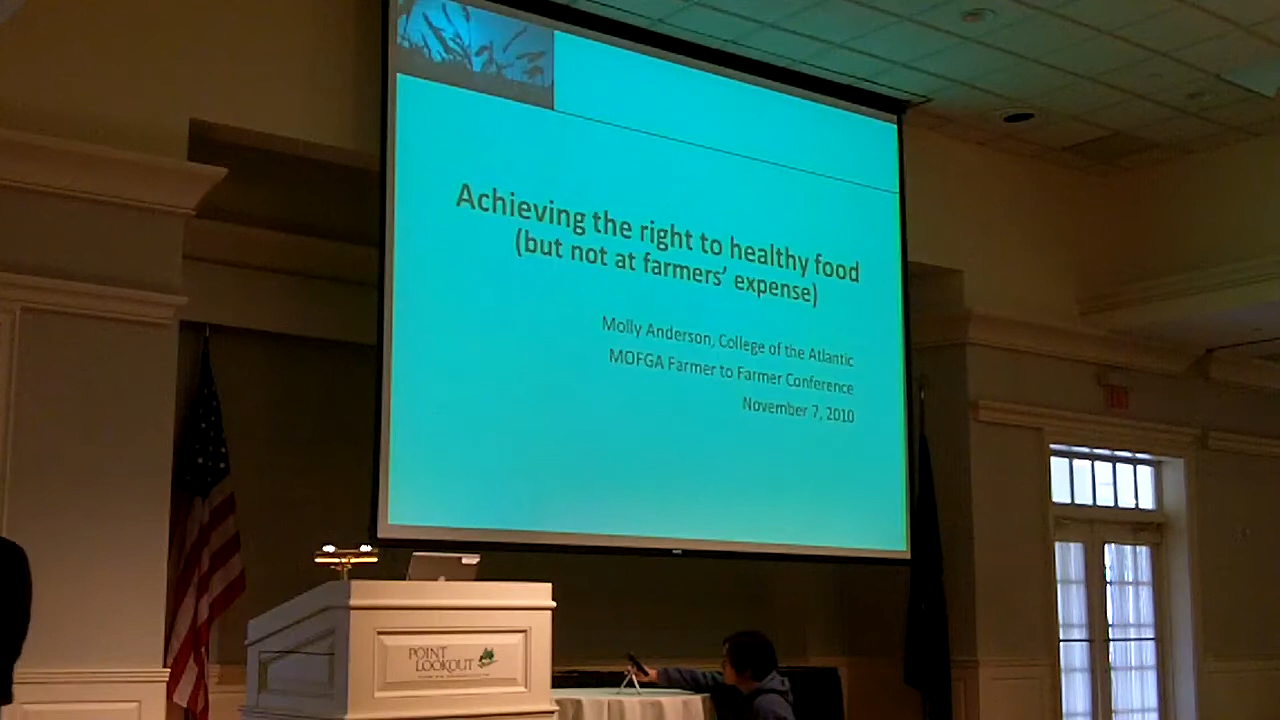 Achieving the right to healthy food
(but not at farmers' expense)
Molly Anderson, College of the Atlantic
MOFGA Farmer to Farmer Conference
November 7, 2010
POINT
LOOKOUT